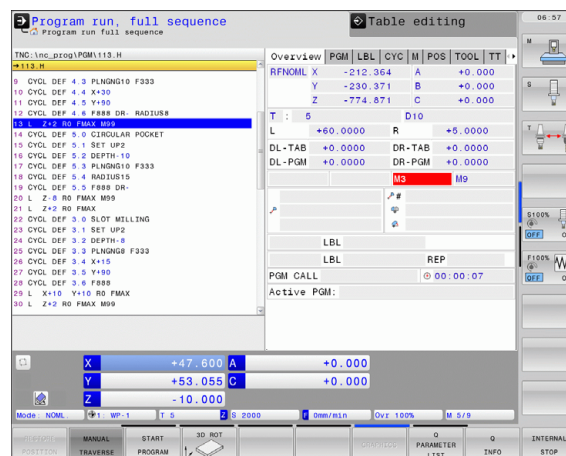 Program run, full sequence
Program run full sequence
Table editing
06:57
TNC:\nc_prog\PGM\113.H
→113.H
9 CYCL DEF 4.3 PLNGNG10 F333
10 CYCL DEF 4.4 X+30
11 CYCL DEF 4.5 Y+90
12 CYCL DEF 4.6 F888 DR- RADIUS8
13 L Z+2 R0 FMAX M99
14 CYCL DEF 5.0 CIRCULAR POCKET
15 CYCL DEF 5.1 SET UP2
16 CYCL DEF 5.2 DEPTH-10
17 CYCL DEF 5.3 PLNGNG10 F333
18 CYCL DEF 5.4 RADIUS15
19 CYCL DEF 5.5 F888 DR-
20 L Z-8 R0 FMAX M99
21 L Z+2 R0 FMAX
22 CYCL DEF 3.0 SLOT MILLING
23 CYCL DEF 3.1 SET UP2
24 CYCL DEF 3.2 DEPTH-8
25 CYCL DEF 3.3 PLNGNG8 F333
26 CYCL DEF 3.4 X+15
27 CYCL DEF 3.5 Y+90
28 CYCL DEF 3.6 F888
29 L X+10 Y+10 R0 FMAX
30 L Z+2 R0 FMAX
Overview PGM LBL CYC M POS TOOL TT
RFNOML X -212.364 A +0.000
Y -230.371 B +0.000
Z -774.871 C +0.000
T : 5 D10
L +60.0000 R +5.0000
DL-TAB +0.0000 DR-TAB +0.0000
DL-PGM +0.0000 DR-PGM +0.0000
M3 M9
#
LBL
LBL REP
PGM CALL 00:00:07
Active PGM:
X +47.600 A +0.000
Y +53.055 C +0.000
Z -10.000
Mode: NOML. 1: WP-1 T 5 Z S 2000 F 0mm/min Ovr 100% M 5/9
M
S
T
S100%
OFF
F100%
OFF
POSITION
MANUAL TRAVERSE
START PROGRAM
3D ROT
Q PARAMETER LIST
Q INFO
INTERNAL STOP